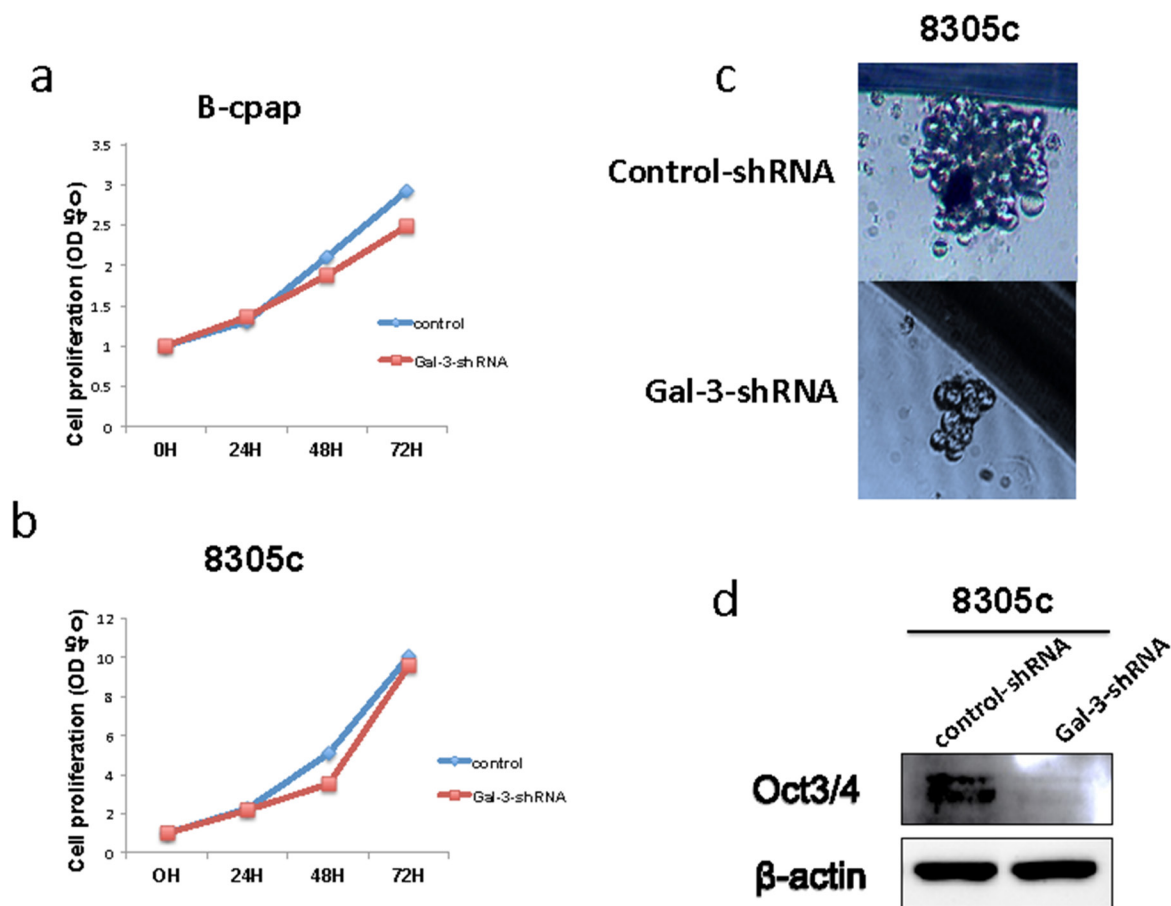 a
B-cpap
Cell proliferation (OD 450)
3.5
3
2.5
2
1.5
1
0.5
0
0H
24H
48H
72H
control
Gal-3-shRNA
b
8305c
Cell proliferation (OD 450)
12
10
8
6
4
2
0
OH
24H
48H
72H
control
Gal-3-shRNA
c
8305c
Control-shRNA
Gal-3-shRNA
d
8305c
control-shRNA
Gal-3-shRNA
Oct3/4
β-actin